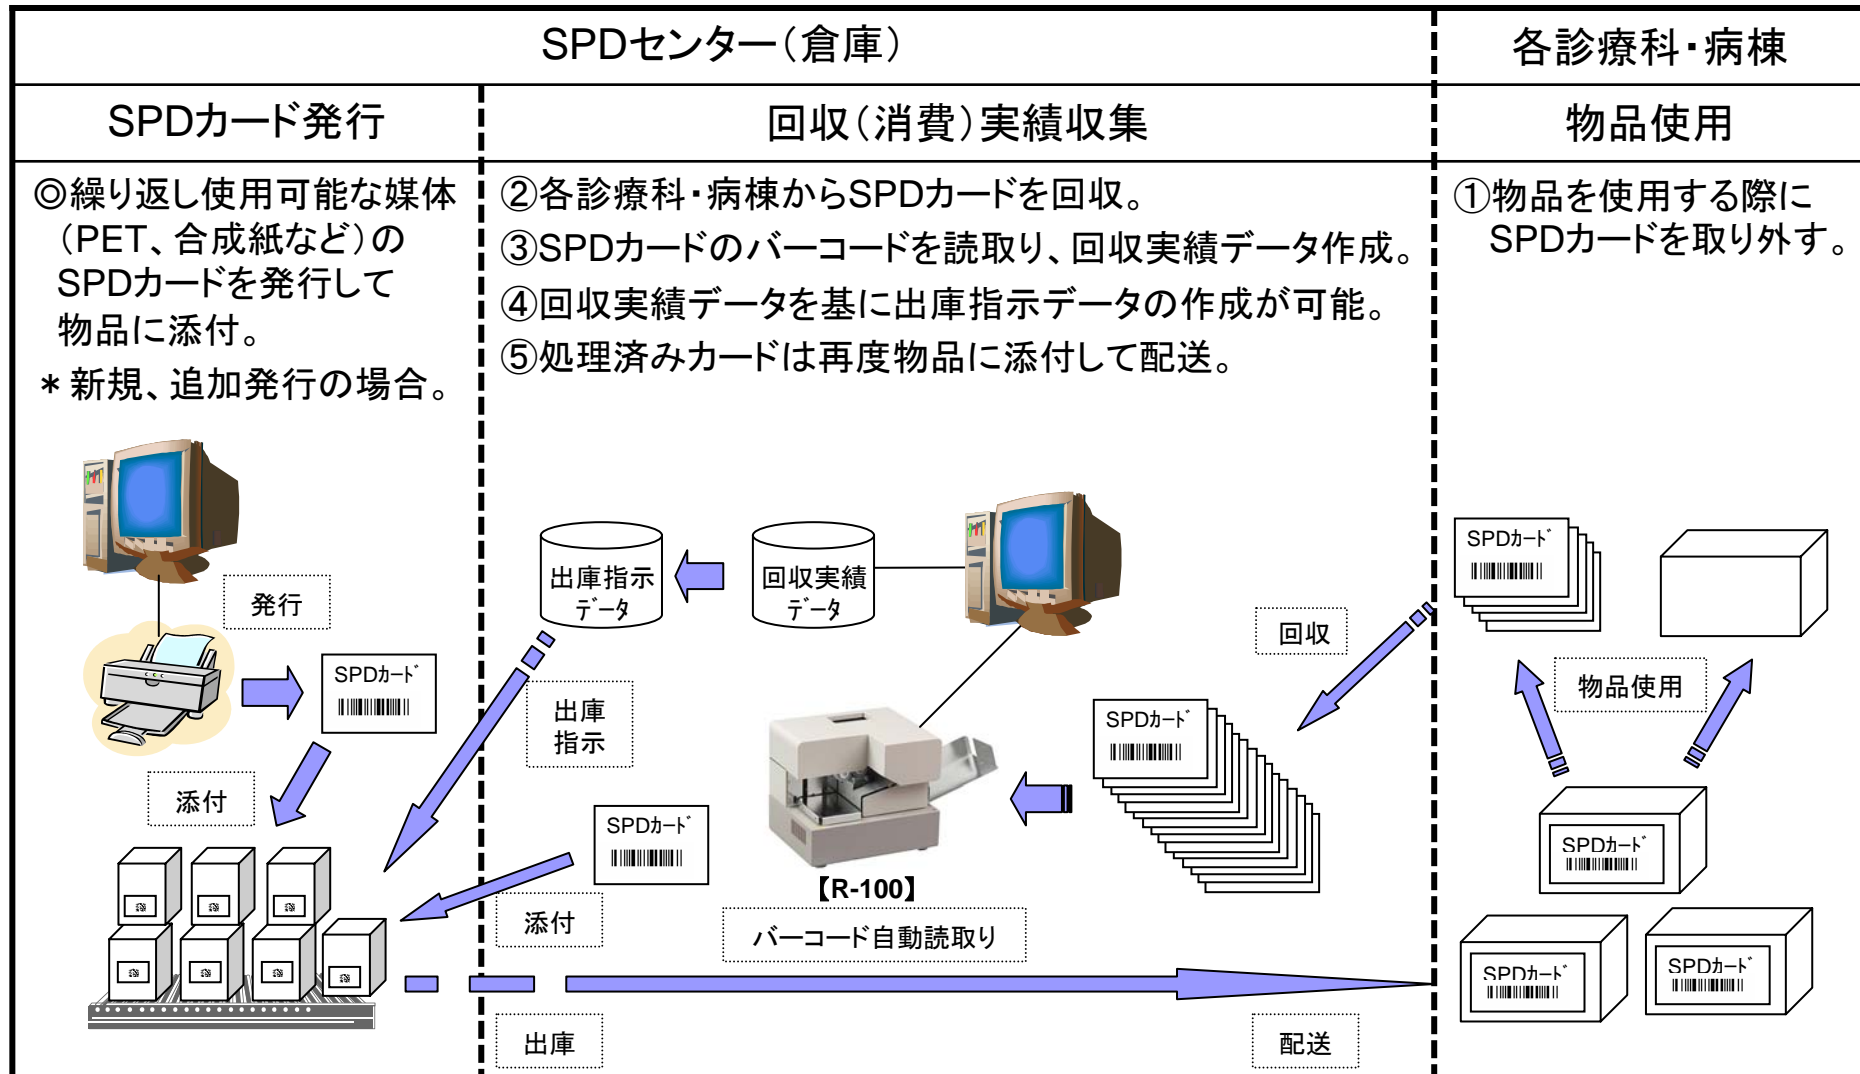 SPDセンター（倉庫）
各診療科・病棟
SPDカード発行
回収（消費）実績収集
物品使用
◎繰り返し使用可能な媒体
（PET、合成紙など）の
SPDカードを発行して
物品に添付。
＊新規、追加発行の場合。
②各診療科・病棟からSPDカードを回収。
③SPDカードのバーコードを読取り、回収実績データ作成。
④回収実績データを基に出庫指示データの作成が可能。
⑤処理済みカードは再度物品に添付して配送。
①物品を使用する際に
SPDカードを取り外す。
発行
SPDｶｰﾄﾞ
添付
出庫指示
ﾃﾞｰﾀ
回収実績
ﾃﾞｰﾀ
出庫
指示
SPDｶｰﾄﾞ
添付
【R-100】
バーコード自動読取り
SPDｶｰﾄﾞ
回収
SPDｶｰﾄﾞ
物品使用
SPDｶｰﾄﾞ
SPDｶｰﾄﾞ
SPDｶｰﾄﾞ
出庫
配送